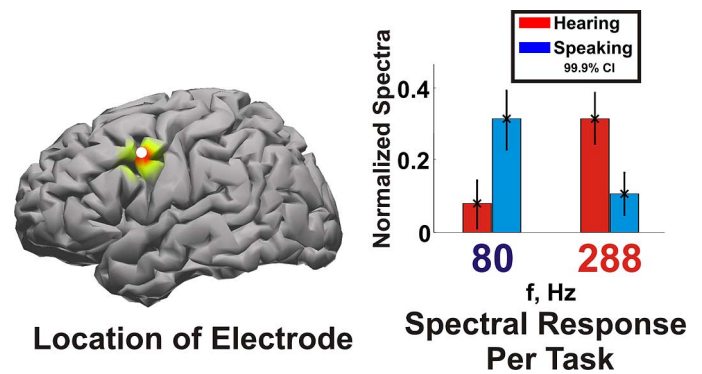 Location of Electrode
Hearing
Speaking
99.9% CI
Normalized Spectra
0.4
0.2
0
80
288
f, Hz
Spectral Response
Per Task